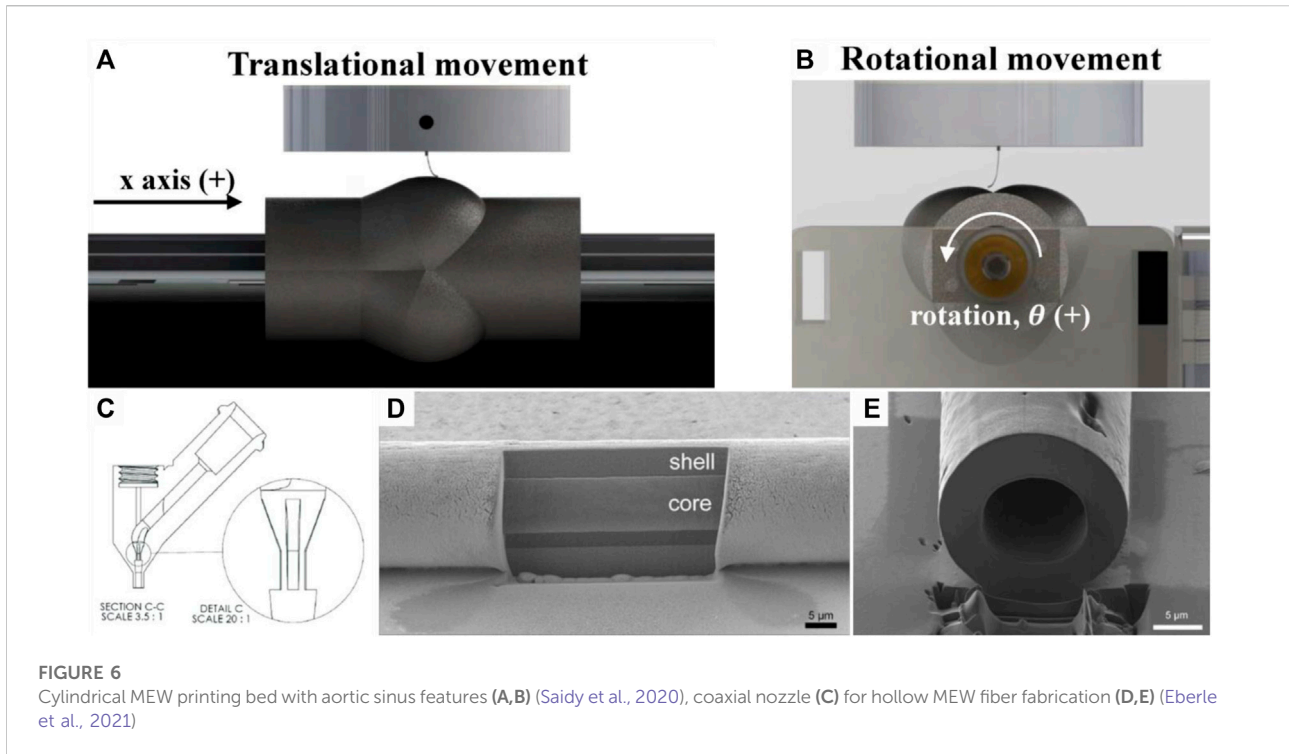 A
Translational movement
x axis (+)
B
Rotational movement
rotation, θ (+)
C
SECTION C-C
SCALE 3.5 : 1
DETAIL C
SCALE 20 : 1
D
shell
core
5 µm
E
5 µm
FIGURE 6
Cylindrical MEW printing bed with aortic sinus features (A,B) (Saidy et al., 2020), coaxial nozzle (C) for hollow MEW fiber fabrication (D,E) (Eberle
et al., 2021)